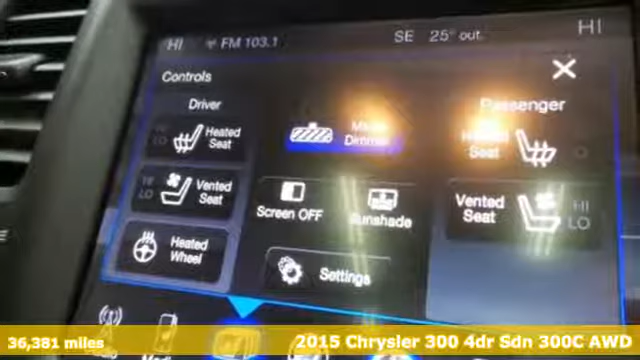 HI FM 103.1 SE 25° out HI
Controls
Driver Passenger
HI
LO
Heated
Seat
Mirror
Dimmer
Heated
Seat
HI
LO
Vented
Seat
Screen OFF
Sunshade
Vented
Seat
HI
LO
Heated
Wheel
Settings
36,381 miles
2015 Chrysler 300 4dr Sdn 300C AWD